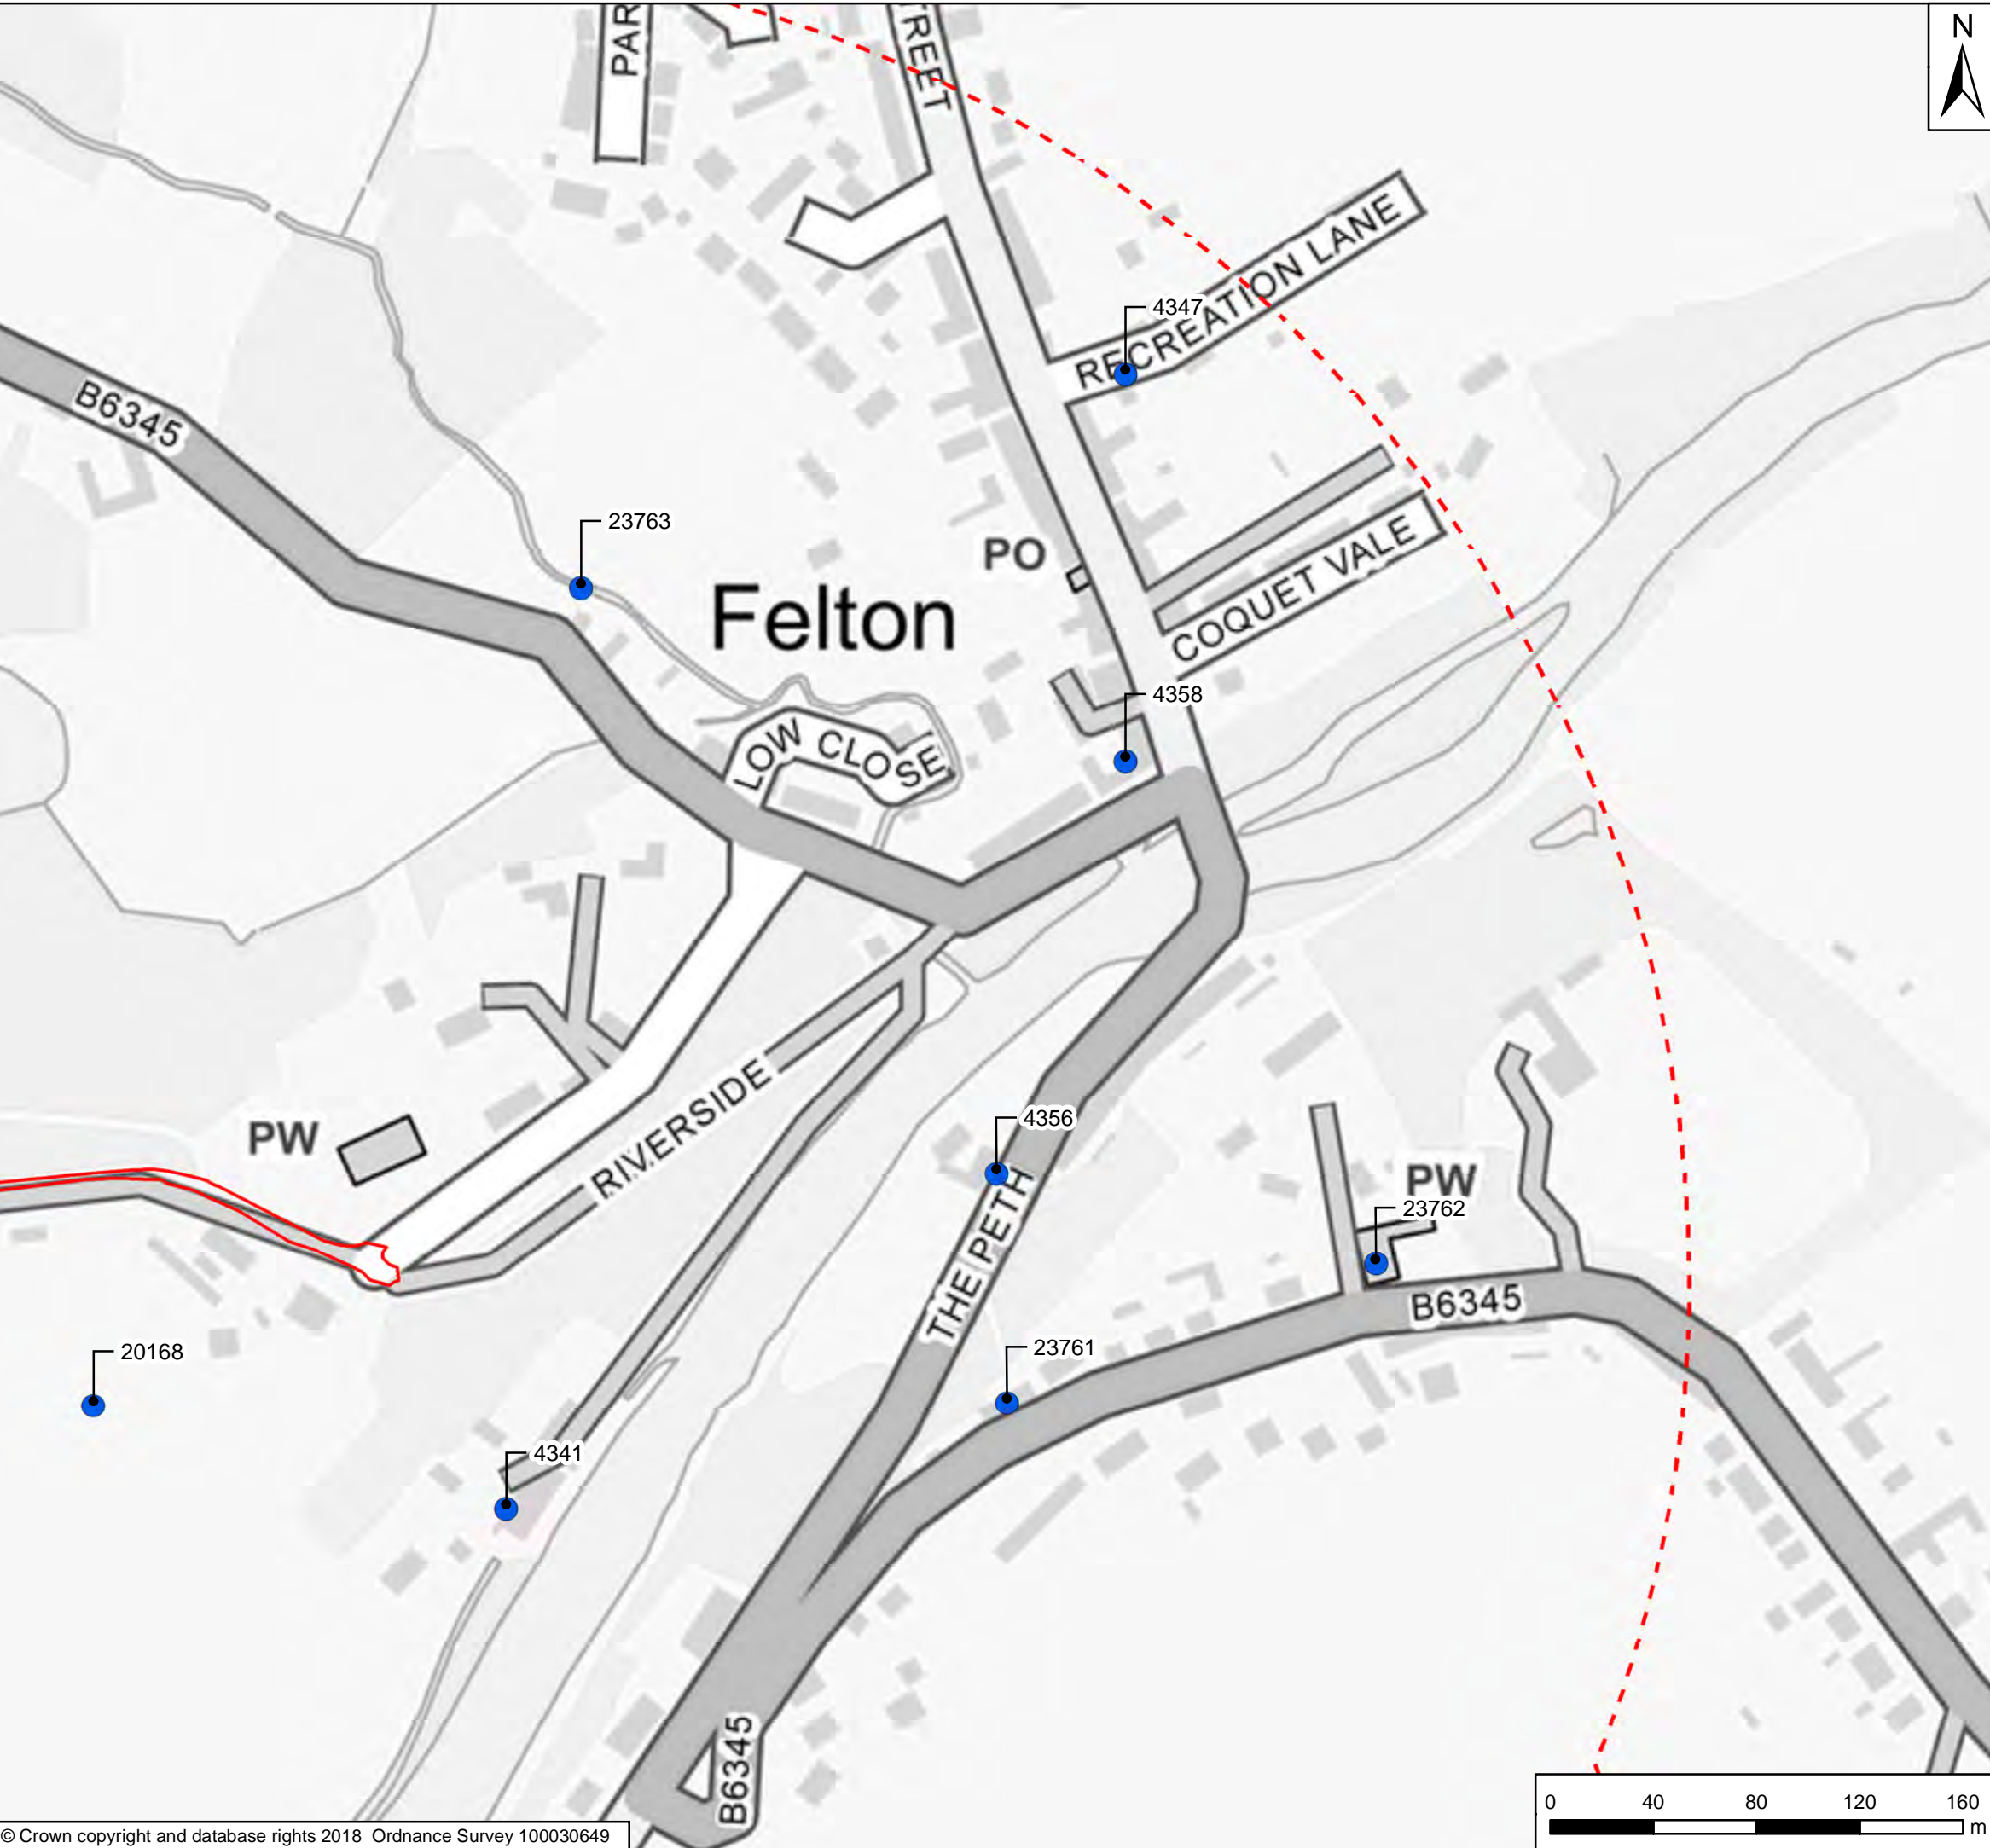 N
PAR
TREET
RECREATION LANE
4347
B6345
23763
PO
Felton
COQUET VALE
4358
LOW CLOSE
RIVERSIDE
4356
PW
THE PETH
PW
23762
B6345
23761
20168
4341
B6345
0 40 80 120 160
m
© Crown copyright and database rights 2018 Ordnance Survey 100030649